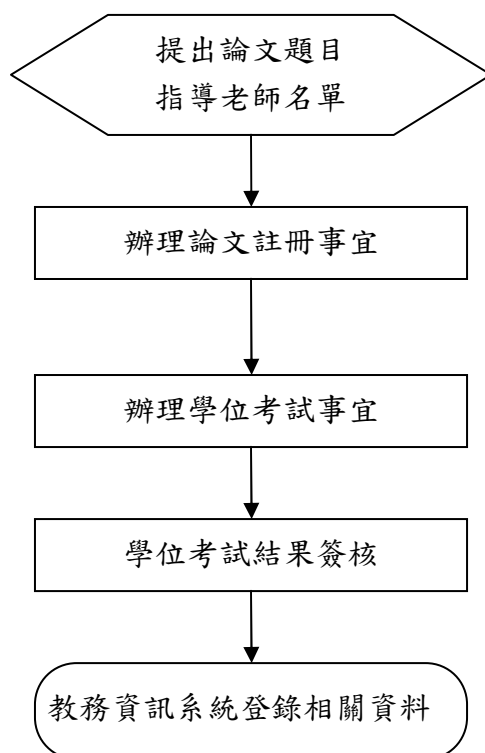 提出論文題目
指導老師名單
辦理論文註冊事宜
辦理學位考試事宜
學位考試結果簽核
教務資訊系統登錄相關資料